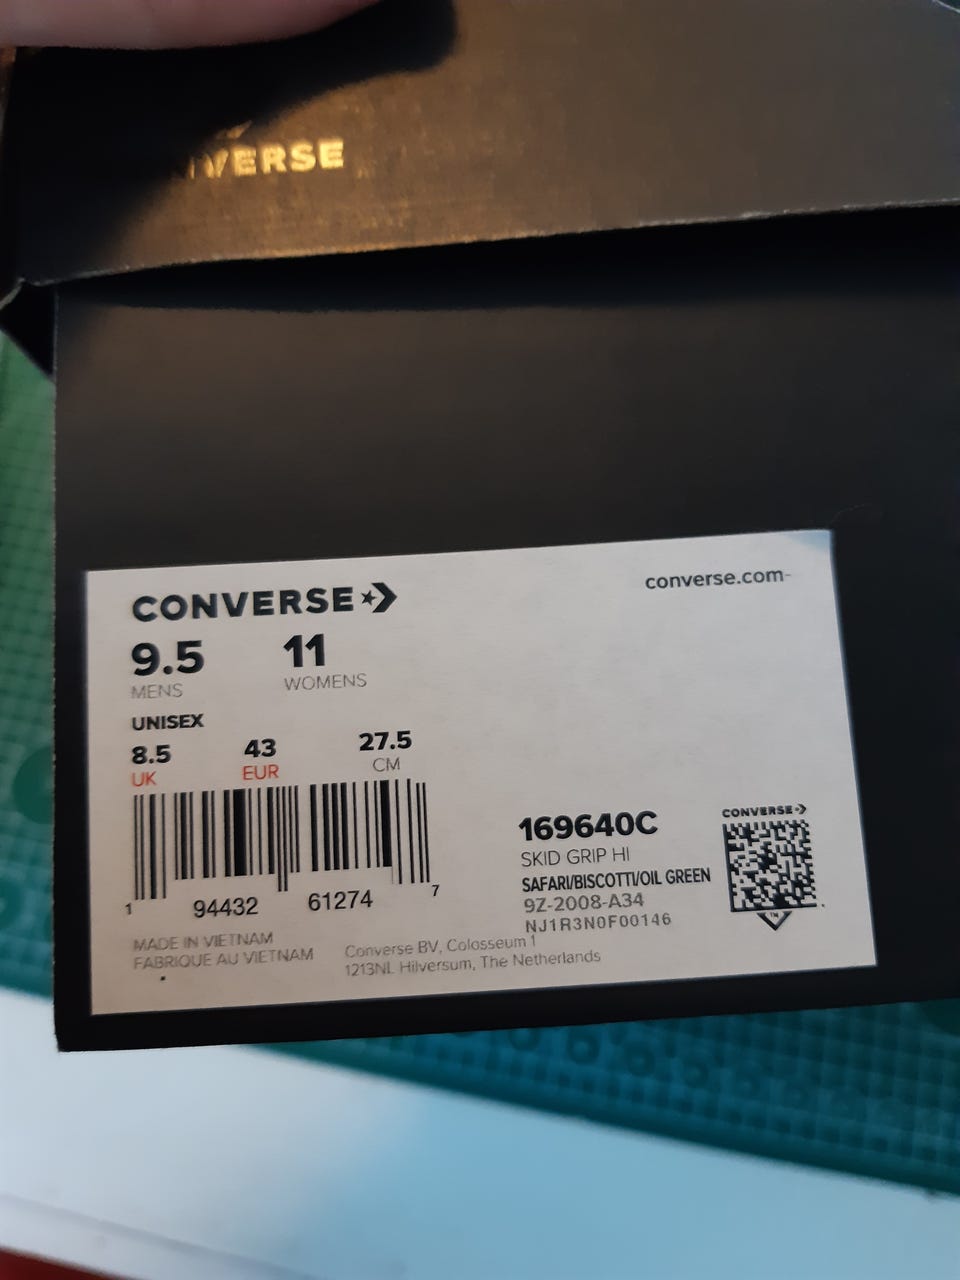 VERSE
CONVERSE
converse.com
9.5 11
MENS WOMENS
UNISEX
8.5 43 27.5
UK EUR CM
1 94432 61274 7
169640C
SKID GRIP HI
SAFARI/BISCOTTI/OIL GREEN
9Z-2008-A34
NJ1R3N0F00146
CONVERSE
MADE IN VIETNAM
FABRIQUE AU VIETNAM
Converse BV, Colosseum 1
1213NL Hilversum, The Netherlands